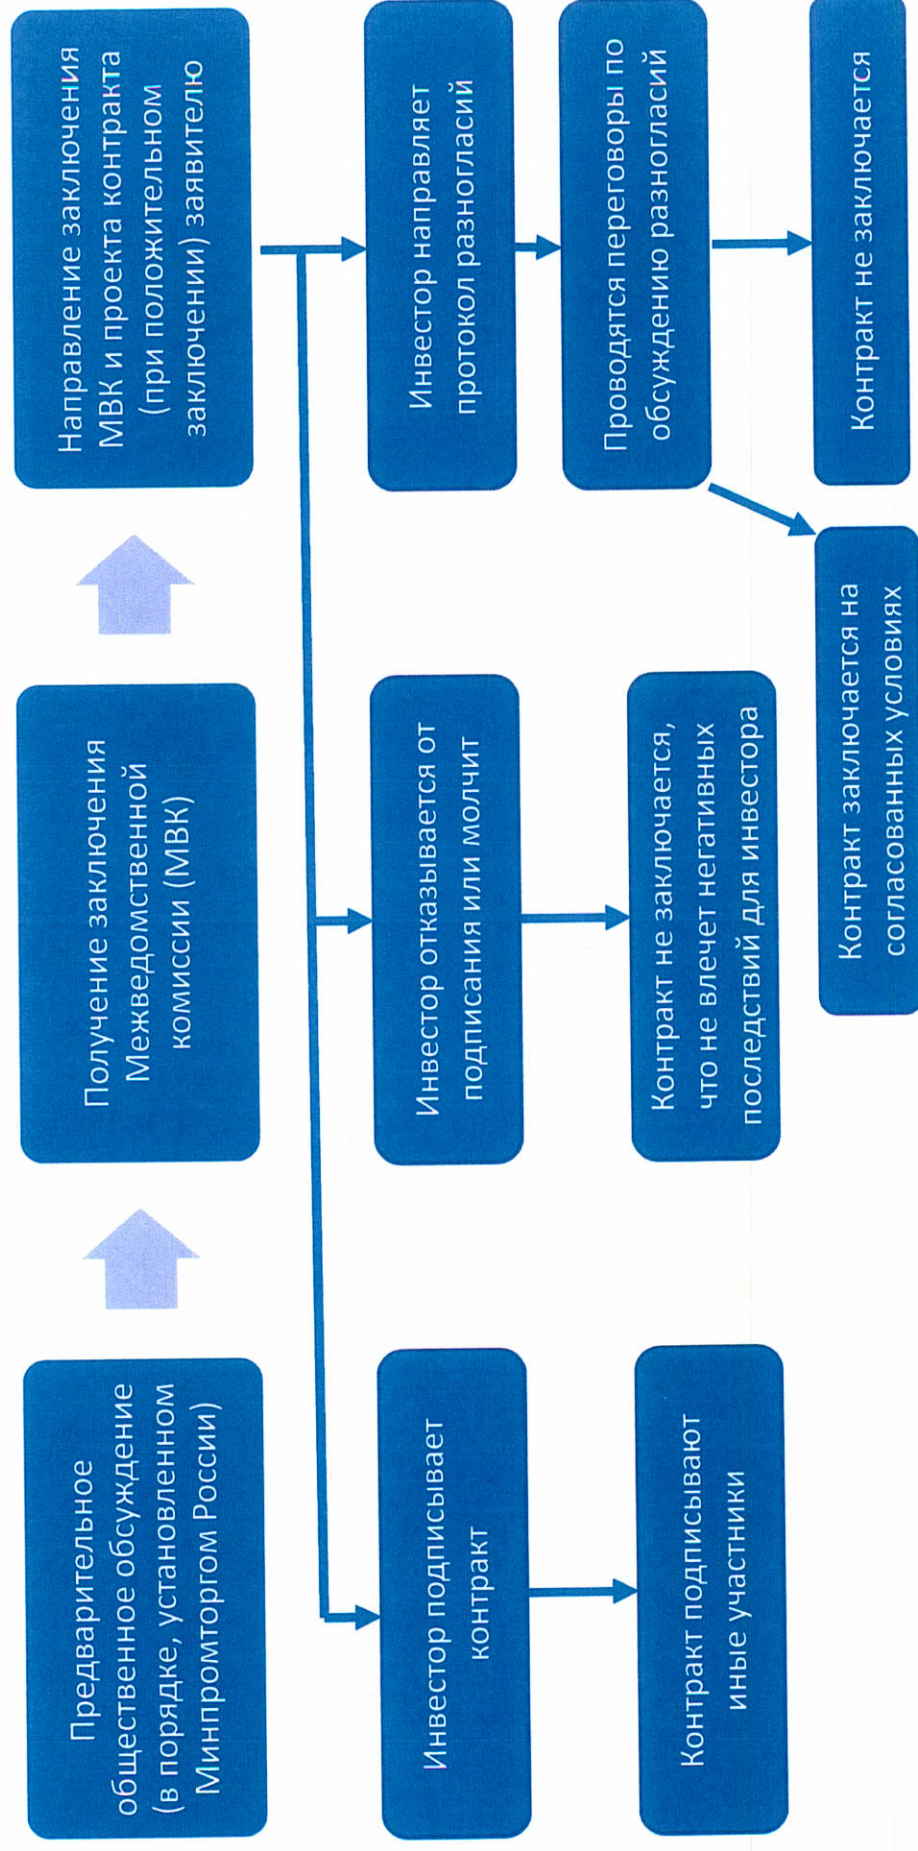 Предварительное
общественное обсуждение
(в порядке, установленном
Минпромторгом России)
Получение заключения
Межведомственной
комиссии (МВК)
Направление заключения
МВК и проекта контракта
(при положительном
заключении) заявителю
Инвестор подписывает
контракт
Инвестор отказывается от
подписания или молчит
Инвестор направляет
протокол разногласий
Контракт подписывают
иные участники
Контракт не заключается,
что не влечет негативных
последствий для инвестора
Проводятся переговоры по
обсуждению разногласий
Контракт заключается на
согласованных условиях
Контракт не заключается